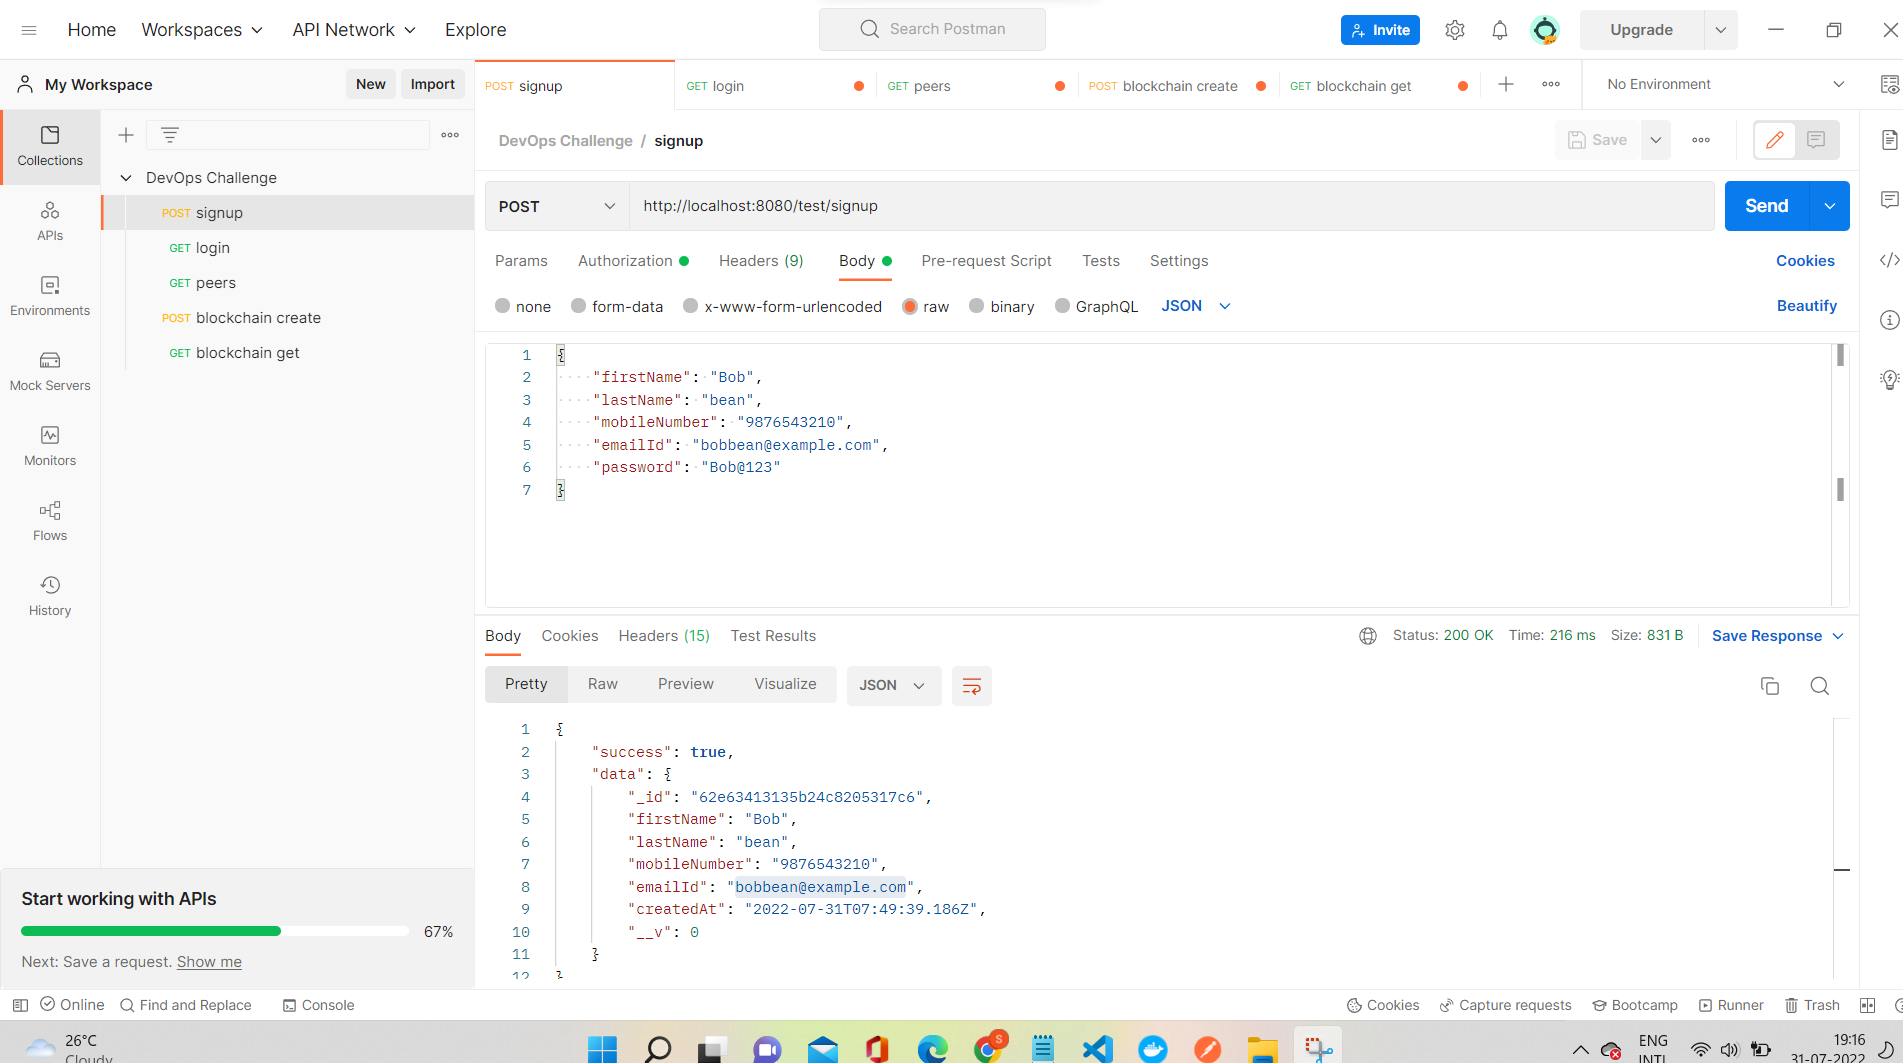 Home Workspaces API Network Explore Search Postman Invite Upgrade
My Workspace New Import
POST signup GET login GET peers POST blockchain create GET blockchain get No Environment
Collections
APIs
Environments
Mock Servers
Monitors
Flows
History
DevOps Challenge
POST signup
GET login
GET peers
POST blockchain create
GET blockchain get
Start working with APIs
67%
Next: Save a request. Show me
DevOps Challenge / signup Save
POST http://localhost:8080/test/signup Send
Params Authorization Headers (9) Body Pre-request Script Tests Settings Cookies
none form-data x-www-form-urlencoded raw binary GraphQL JSON Beautify
1 {
2 "firstName": "Bob",
3 "lastName": "bean",
4 "mobileNumber": "9876543210",
5 "emailId": "bobbean@example.com",
6 "password": "Bob@123"
7 }
Body Cookies Headers (15) Test Results Status: 200 OK Time: 216 ms Size: 831 B Save Response
Pretty Raw Preview Visualize JSON
1 {
2 "success": true,
3 "data": {
4 "_id": "62e63413135b24c8205317c6",
5 "firstName": "Bob",
6 "lastName": "bean",
7 "mobileNumber": "9876543210",
8 "emailId": "bobbean@example.com",
9 "createdAt": "2022-07-31T07:49:39.186Z",
10 "__v": 0
11 }
12 }
Online Find and Replace Console Cookies Capture requests Bootcamp Runner Trash
26°C
Cloudy
S
ENG
INTL
19:16
31-07-2022